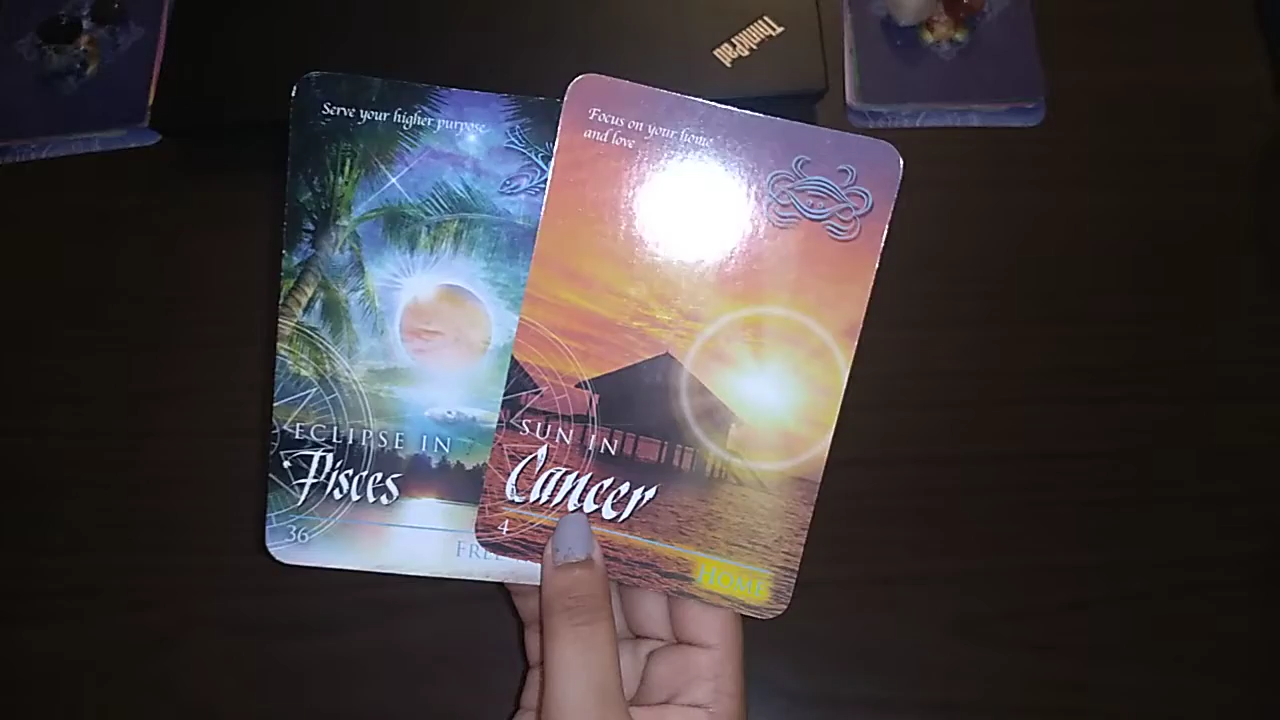 ThinkPad
Serve your higher purpose
ECLIPSE IN
Pisces
36
Focus on your home
and love
SUN IN
Cancer
4
HOME